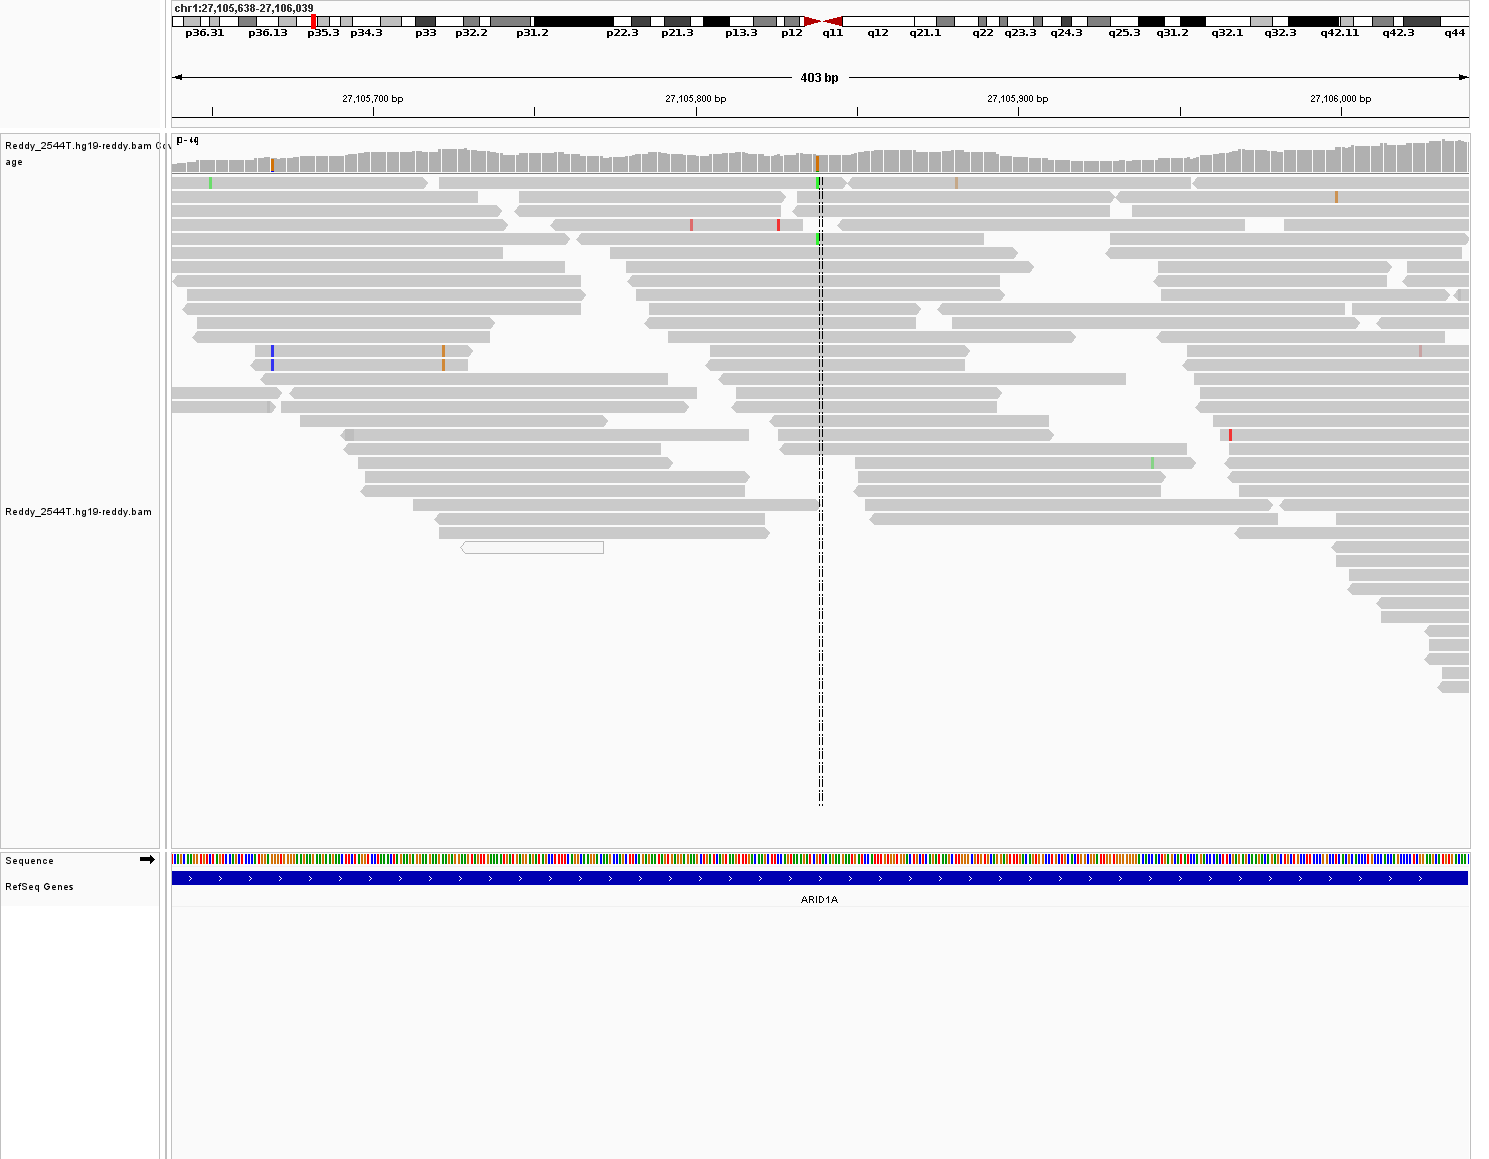 chr1:27,105,638-27,106,039
p36.31 p36.13 p35.3 p34.3 p33 p32.2 p31.2 p22.3 p21.3 p13.3 p12 q11 q12 q21.1 q22 q23.3 q24.3 q25.3 q31.2 q32.1 q32.3 q42.11 q42.3 q44
403 bp
27,105,700 bp 27,105,800 bp 27,105,900 bp 27,106,000 bp
Reddy_2544T.hg19-reddy.bam Cov
age
[0 - 44]
Reddy_2544T.hg19-reddy.bam
Sequence
RefSeq Genes
ARID1A